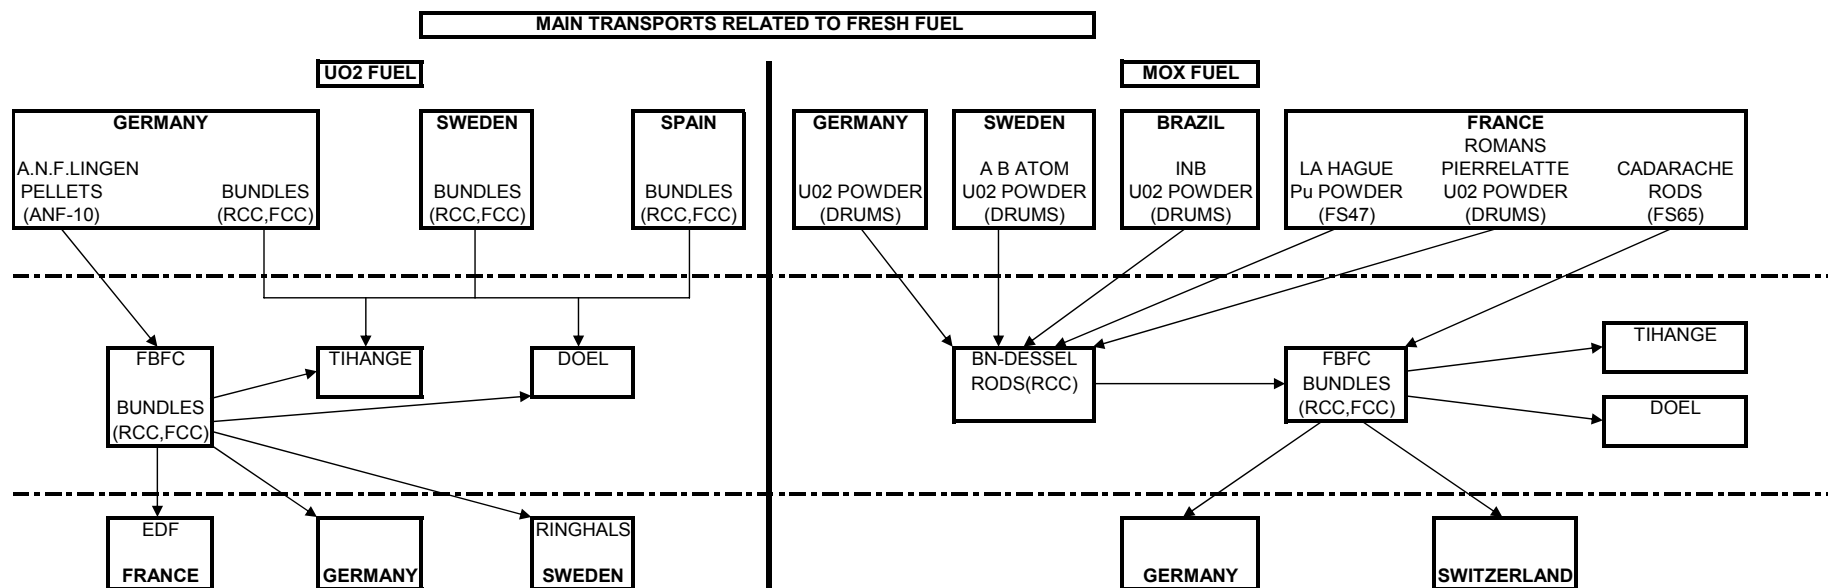 MAIN TRANSPORTS RELATED TO FRESH FUEL
UO2 FUEL
MOX FUEL
GERMANY
A.N.F.LINGEN
PELLETS
(ANF-10)
BUNDLES
(RCC,FCC)
SWEDEN
BUNDLES
(RCC,FCC)
SPAIN
BUNDLES
(RCC,FCC)
GERMANY
U02 POWDER
(DRUMS)
SWEDEN
A B ATOM
U02 POWDER
(DRUMS)
BRAZIL
INB
U02 POWDER
(DRUMS)
FRANCE
LA HAGUE
Pu POWDER
(FS47)
ROMANS
PIERRELATTE
U02 POWDER
(DRUMS)
CADARACHE
RODS
(FS65)
FBFC
BUNDLES
(RCC,FCC)
TIHANGE
DOEL
BN-DESSEL
RODS(RCC)
FBFC
BUNDLES
(RCC,FCC)
TIHANGE
DOEL
EDF
FRANCE
GERMANY
RINGHALS
SWEDEN
GERMANY
SWITZERLAND